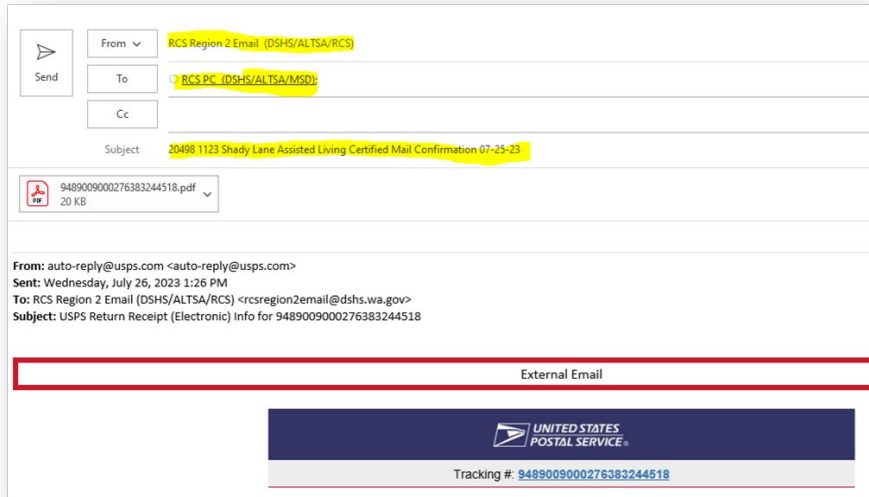 From
RCS Region 2 Email (DSHS/ALTSA/RCS)
Send
To
RCS PC (DSHS/ALTSA/MSD);
Cc
Subject
20498 1123 Shady Lane Assisted Living Certified Mail Confirmation 07-25-23
PDF
9489009000276383244518.pdf
20 KB
From: auto-reply@usps.com <auto-reply@usps.com>
Sent: Wednesday, July 26, 2023 1:26 PM
To: RCS Region 2 Email (DSHS/ALTSA/RCS) <rcsregion2email@dshs.wa.gov>
Subject: USPS Return Receipt (Electronic) Info for 9489009000276383244518
External Email
UNITED STATES
POSTAL SERVICE®
Tracking #: 9489009000276383244518